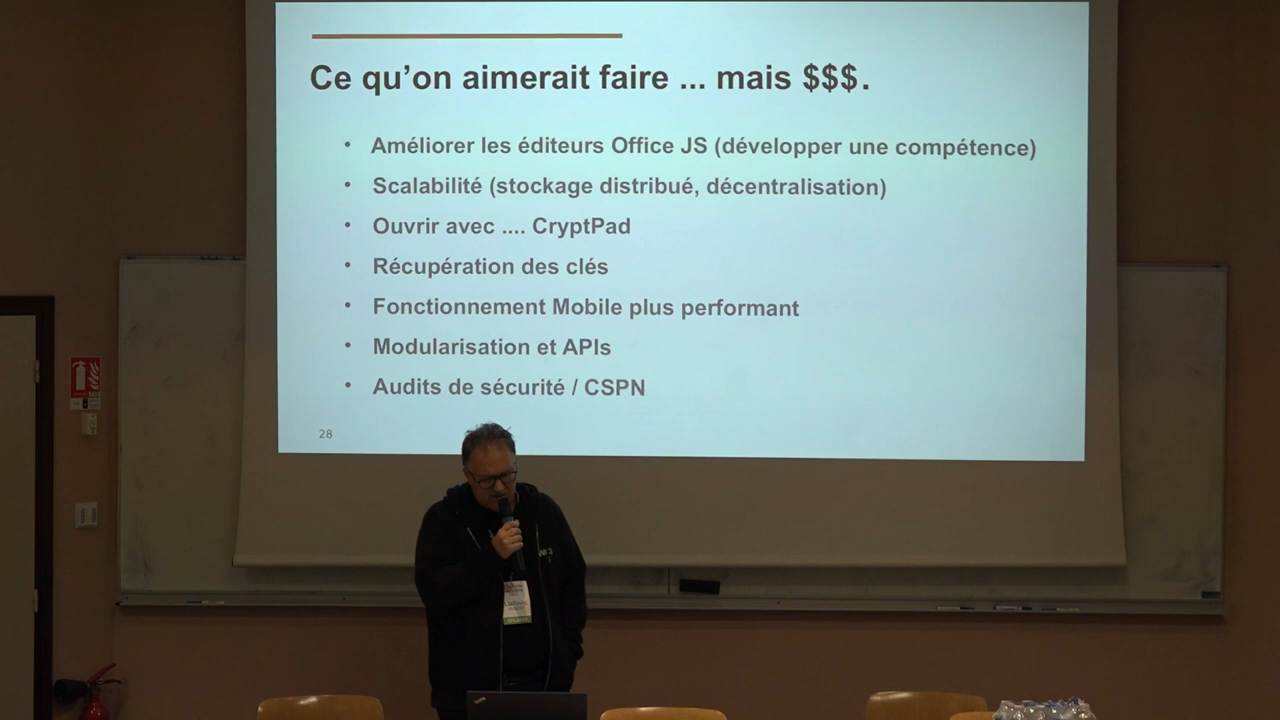 Ce qu'on aimerait faire ... mais $$$.
• Améliorer les éditeurs Office JS (développer une compétence)
• Scalabilité (stockage distribué, décentralisation)
• Ouvrir avec .... CryptPad
• Récupération des clés
• Fonctionnement Mobile plus performant
• Modularisation et APIs
• Audits de sécurité / CSPN
28